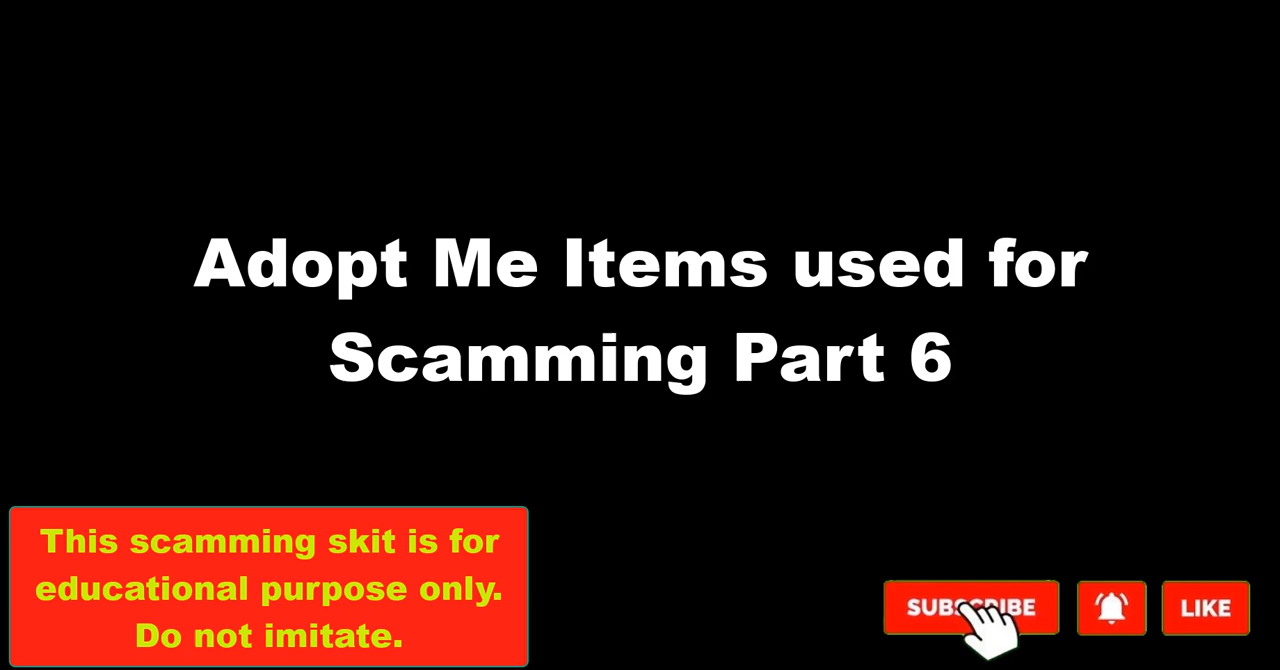 Adopt Me Items used for
Scamming Part 6
This scamming skit is for
educational purpose only.
Do not imitate.
SUBSCRIBE
LIKE